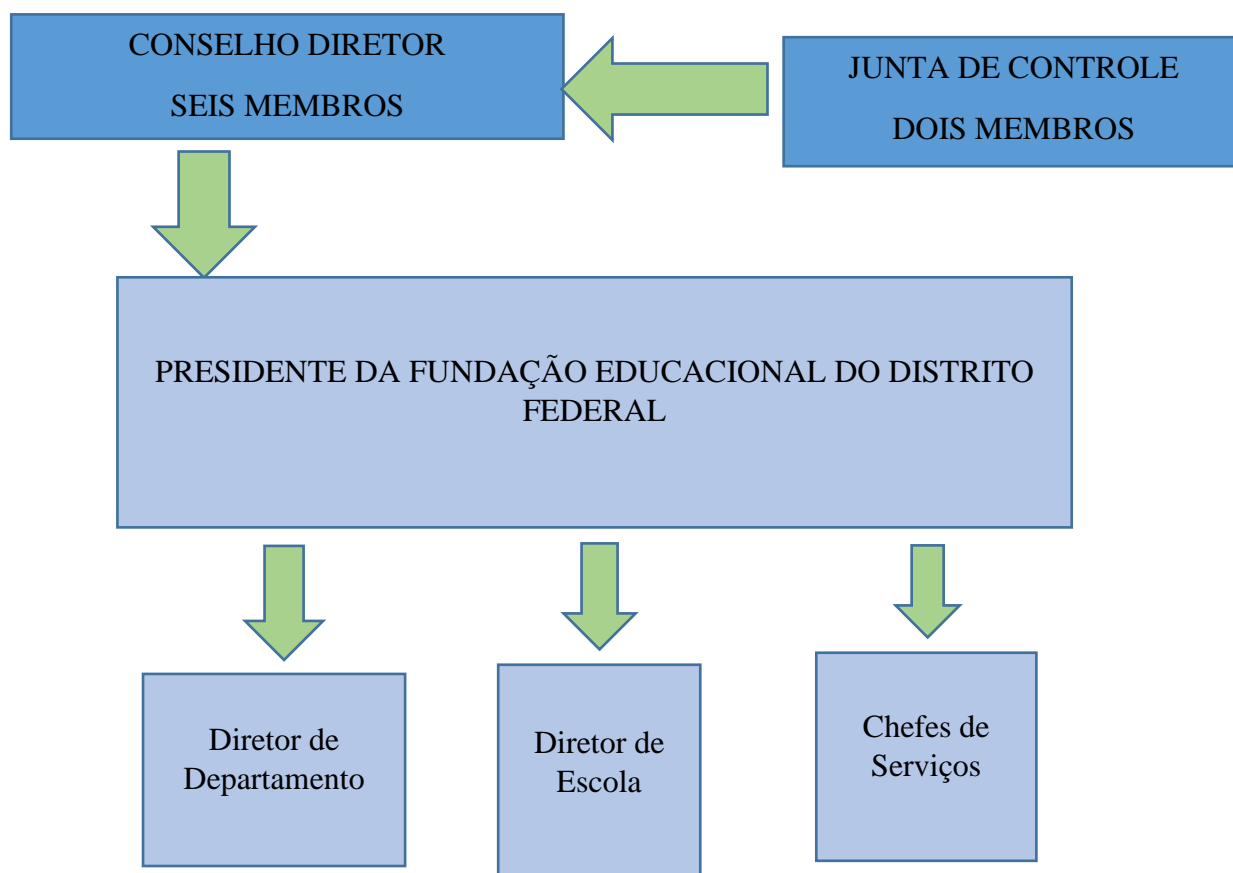 CONSELHO DIRETOR
SEIS MEMBROS
JUNTA DE CONTROLE
DOIS MEMBROS
PRESIDENTE DA FUNDAÇÃO EDUCACIONAL DO DISTRITO
FEDERAL
Diretor de
Departamento
Diretor de
Escola
Chefes de
Serviços